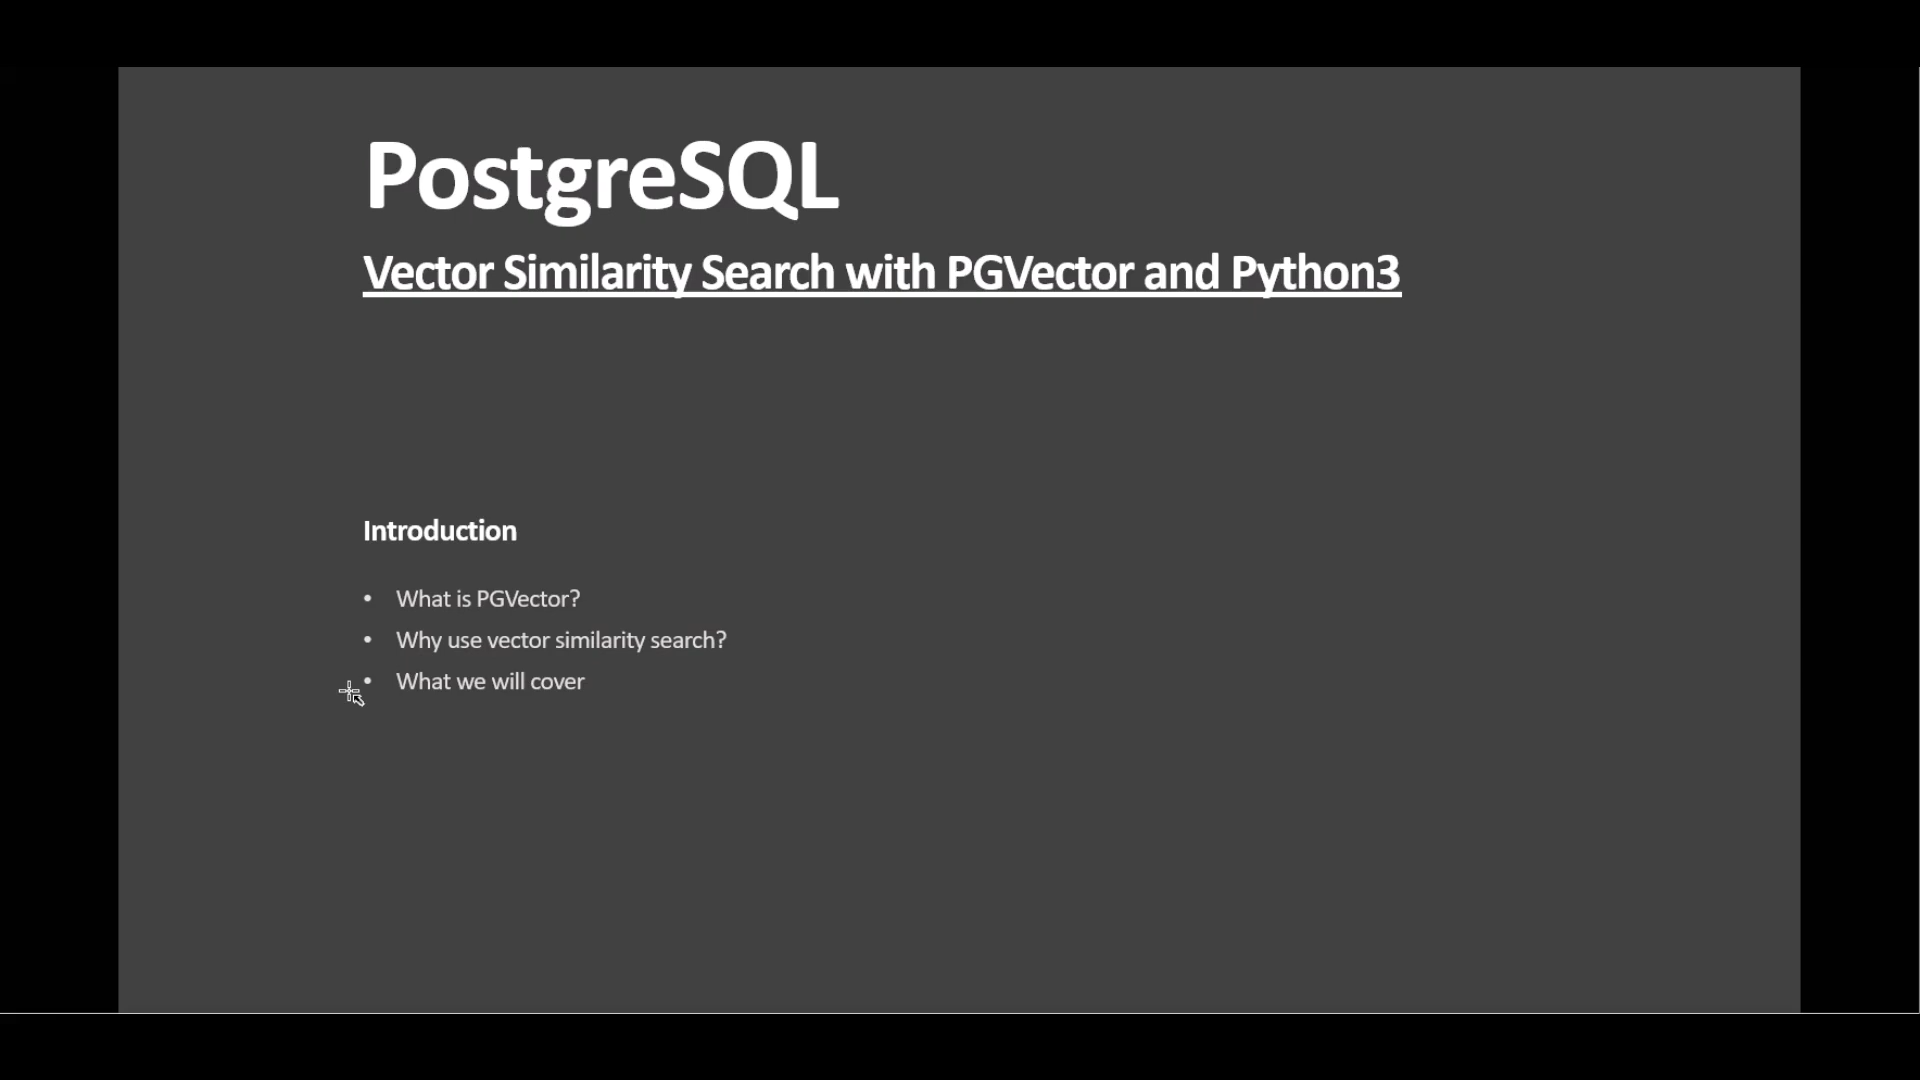 PostgreSQL
Vector Similarity Search with PGVector and Python3
Introduction
• What is PGVector?
• Why use vector similarity search?
• What we will cover